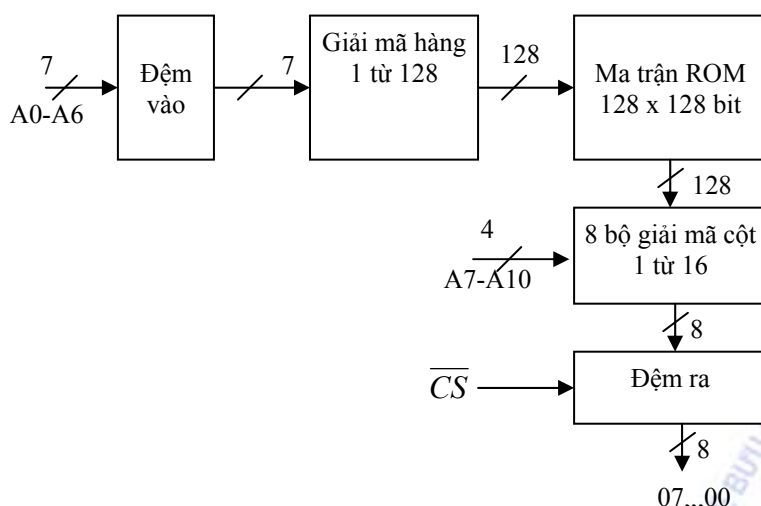 7
A0-A6
Đệm
vào
7
Giải mã hàng
1 từ 128
128
Ma trận ROM
128 x 128 bit
128
4
A7-A10
8 bộ giải mã cột
1 từ 16
8
CS
Đệm ra
8
07,,,00
BƯU